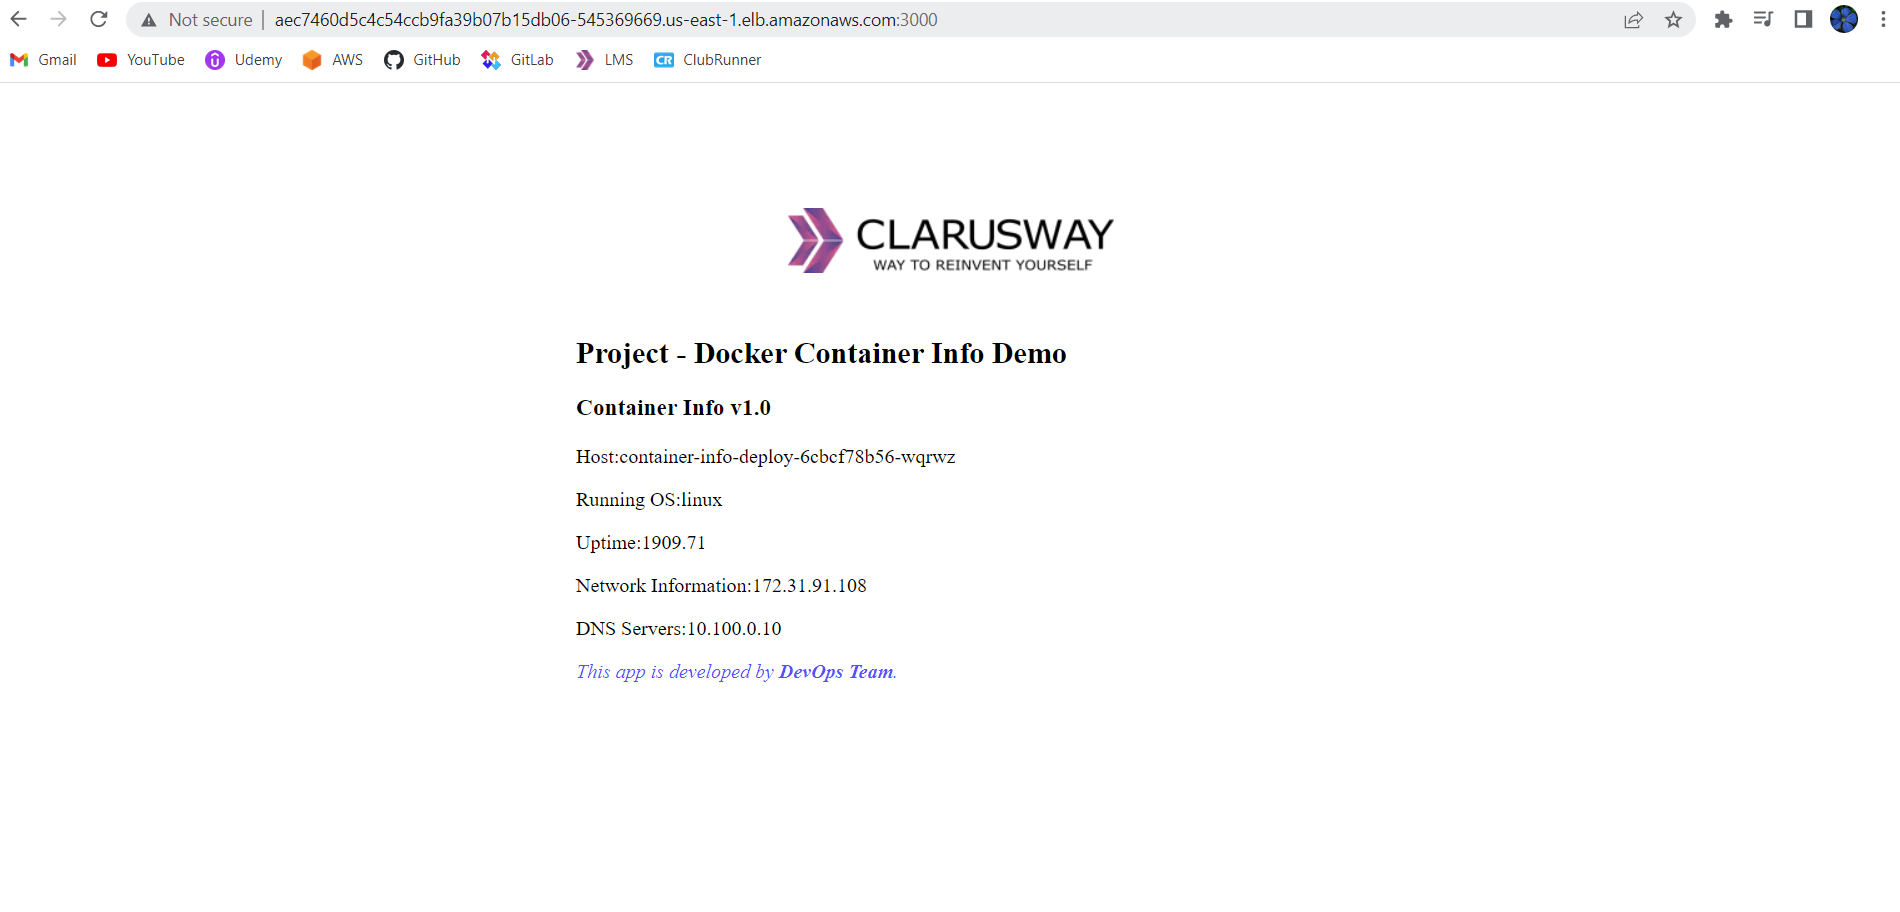 Not secure | aec7460d5c4c54ccb9fa39b07b15db06-545369669.us-east-1.elb.amazonaws.com:3000
Gmail YouTube Udemy AWS GitHub GitLab LMS CR ClubRunner
CLARUSWAY
WAY TO REINVENT YOURSELF
Project - Docker Container Info Demo
Container Info v1.0
Host:container-info-deploy-6cbcf78b56-wqrwz
Running OS:linux
Uptime:1909.71
Network Information:172.31.91.108
DNS Servers:10.100.0.10
This app is developed by DevOps Team.